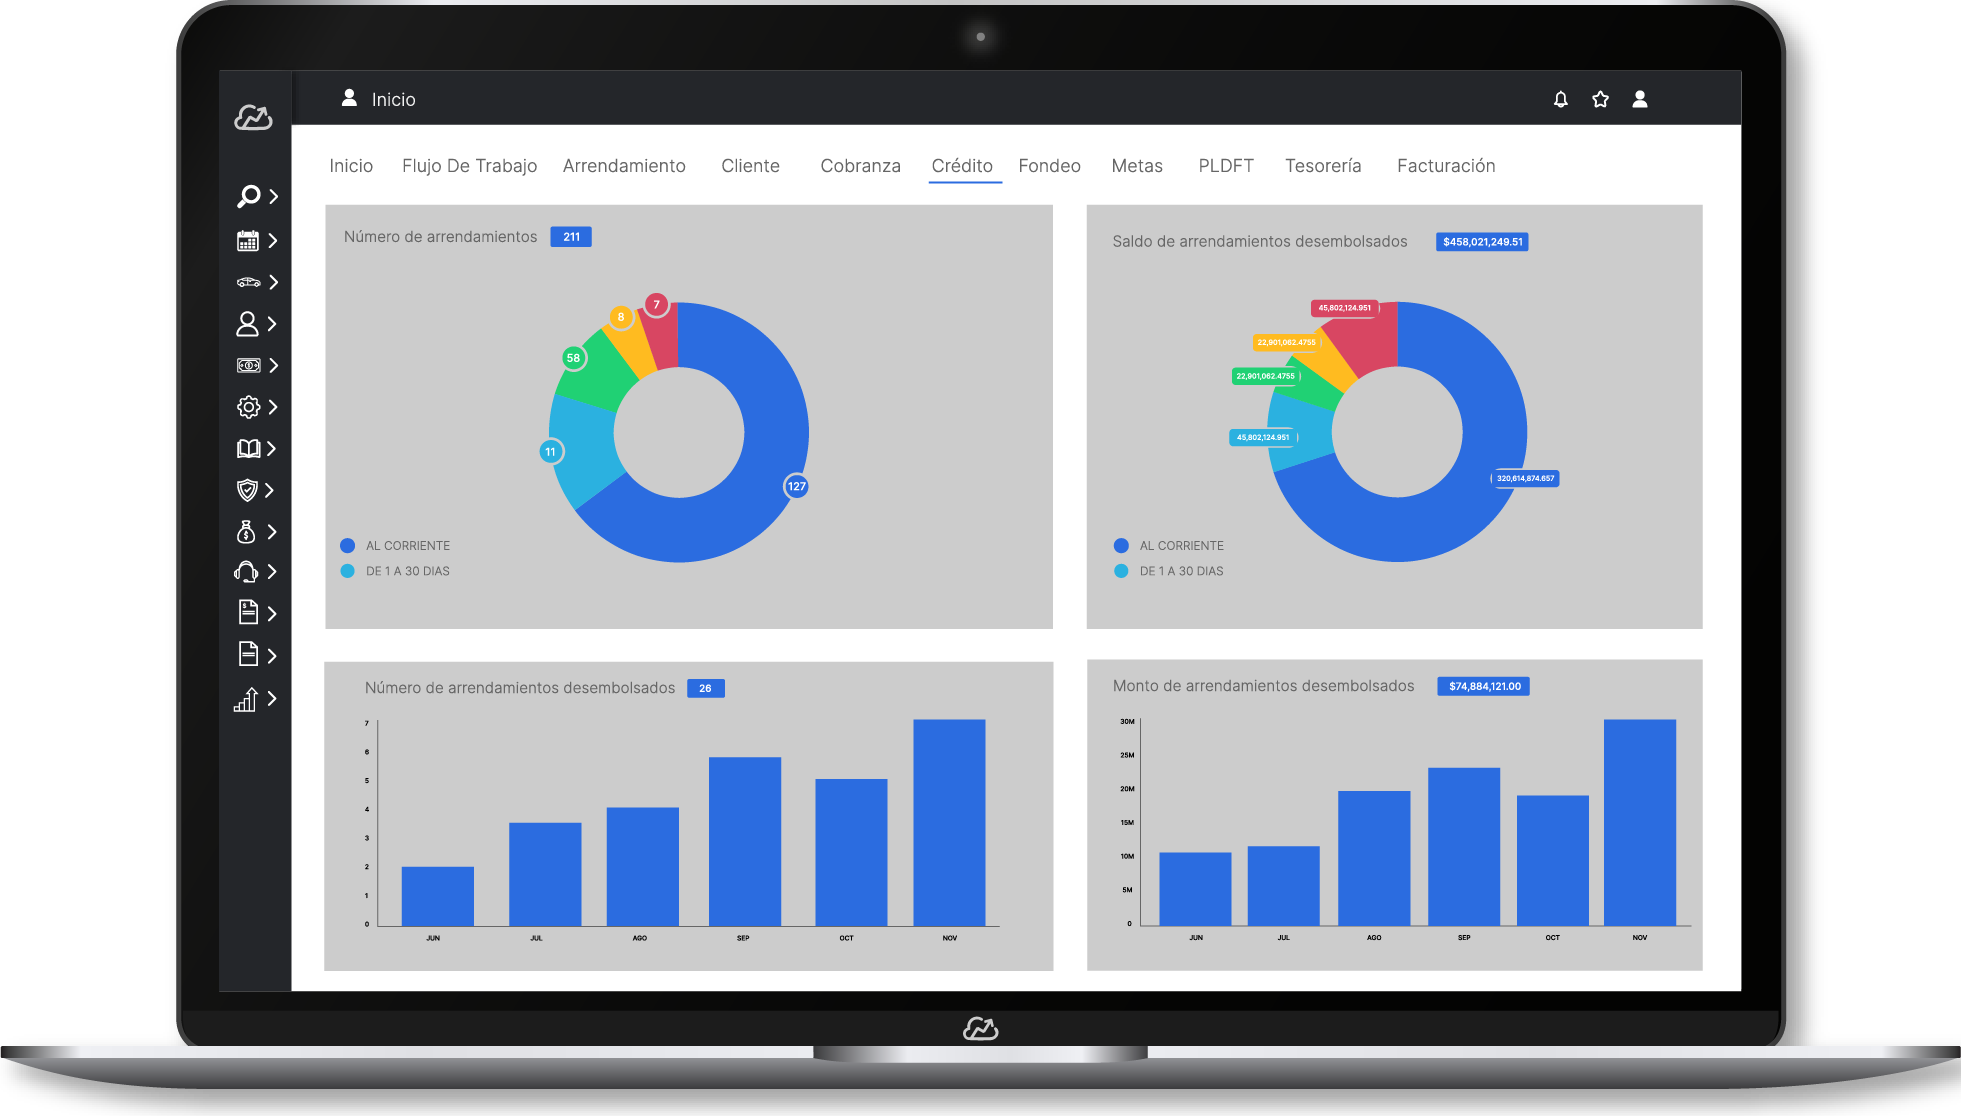 Inicio
Inicio Flujo De Trabajo Arrendamiento Cliente Cobranza Crédito Fondeo Metas PLDFT Tesorería Facturación
Número de arrendamientos 211
7
8
58
11
127
AL CORRIENTE
DE 1 A 30 DIAS
Saldo de arrendamientos desembolsados $458,021,249.51
45,802,124.951
22,901,062.4755
22,901,062.4755
45,802,124.951
320,614,874.657
AL CORRIENTE
DE 1 A 30 DIAS
Número de arrendamientos desembolsados 26
7
6
5
4
3
2
1
0
JUN JUL AGO SEP OCT NOV
Monto de arrendamientos desembolsados $74,884,121.00
30M
25M
20M
15M
10M
5M
0
JUN JUL AGO SEP OCT NOV